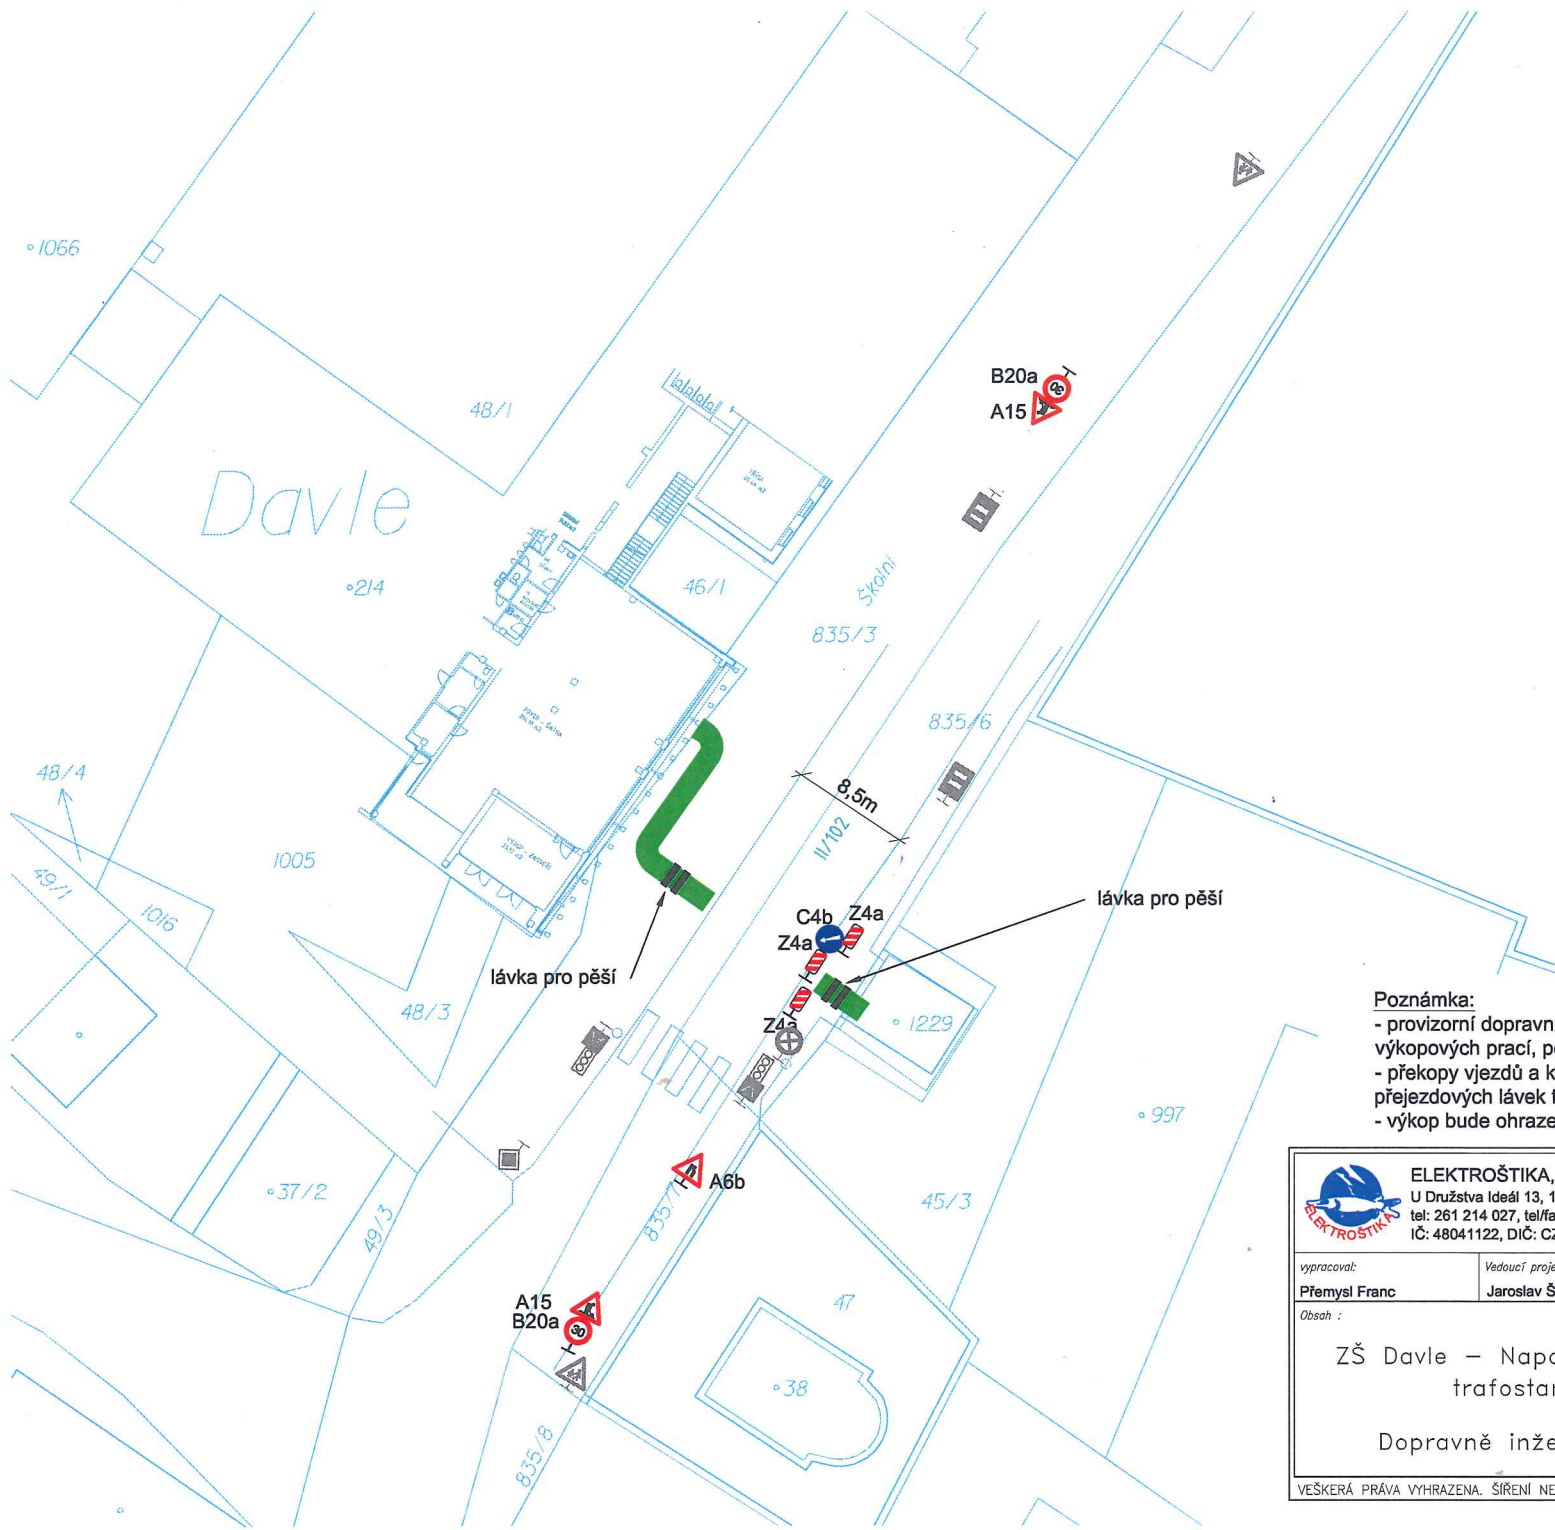 1066
48/1
Davle
214
B20a
A15
30
46/1
Školní
835/3
835/6
8,5m
II/102
48/4
49/1
1016
1005
48/3
lávka pro pěší
C4b
Z4a
Z4a
Z4a
lávka pro pěší
1229
997
37/2
49/3
A6b
835/7
45/3
A15
B20a
30
47
38
835/8
Poznámka:
- provizorní dopravn
výkopových prací, p
- překopy vjezdů a k
přejezdových lávek t
- výkop bude ohraze
ELEKTROŠTIKA
ELEKTROŠTIKA,
U Družstva Ideál 13, 1
tel: 261 214 027, tel/fa
IČ: 48041122, DIČ: CZ
vypracoval:
Vedoucí proje
Přemysl Franc
Jaroslav Š
Obsah :
ZŠ Davle – Napo
trafostan
Dopravně inže
VEŠKERÁ PRÁVA VYHRAZENA. ŠÍŘENÍ NE